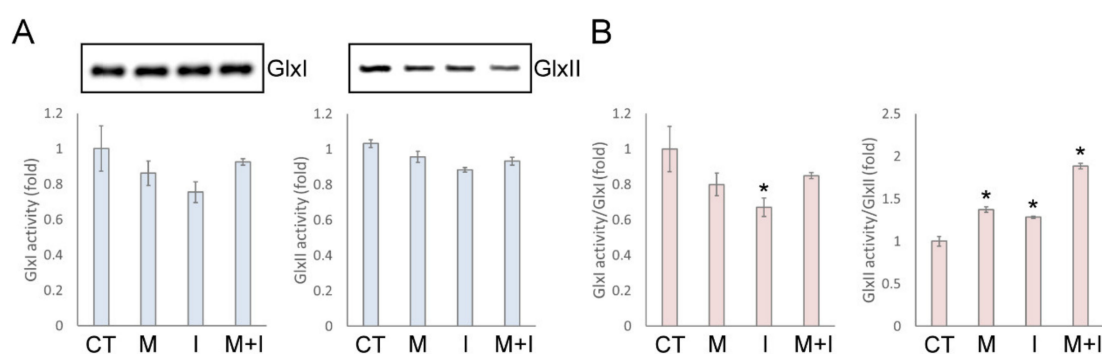 A
B
GlxI
GlxII
GlxI activity (fold)
1.2
1
0.8
0.6
0.4
0.2
0
CT M I M+I
GlxII activity (fold)
1.2
1
0.8
0.6
0.4
0.2
0
CT M I M+I
GlxI activity/GlxI (fold)
1.2
1
0.8
0.6
0.4
0.2
0
*
CT M I M+I
GlxII activity/GlxII (fold)
2.5
2
1.5
1
0.5
0
* * *
CT M I M+I